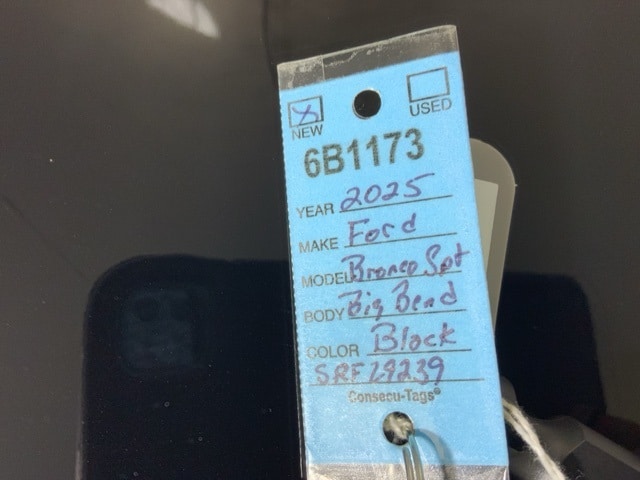 X
NEW
USED
6B1173
YEAR 2025
MAKE Ford
MODEL Bronco Spt
BODY Big Bend
COLOR Black
SRF29239
Consecu-Tags®